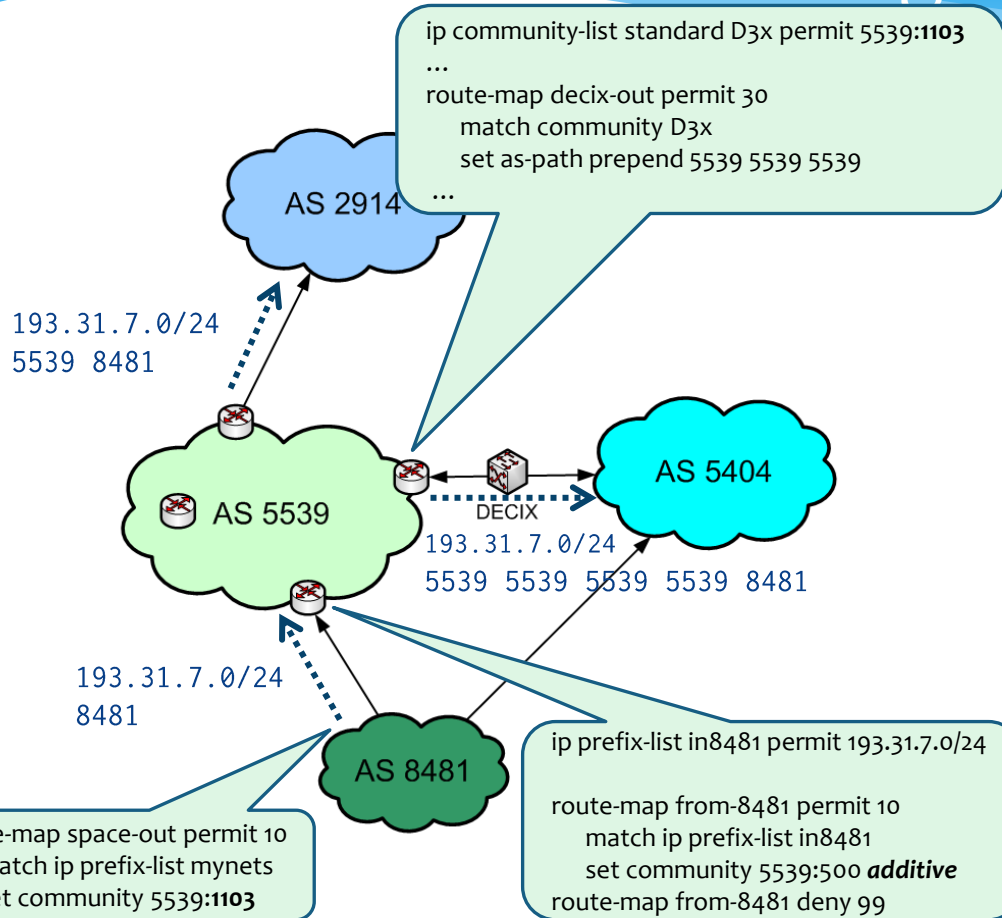 ip community-list standard D3x permit 5539:1103
…
route-map decix-out permit 30
match community D3x
set as-path prepend 5539 5539 5539
…
AS 2914
193.31.7.0/24
5539 8481
AS 5539
DECIX
AS 5404
193.31.7.0/24
5539 5539 5539 5539 8481
193.31.7.0/24
8481
AS 8481
e-map space-out permit 10
atch ip prefix-list mynets
et community 5539:1103
ip prefix-list in8481 permit 193.31.7.0/24
route-map from-8481 permit 10
match ip prefix-list in8481
set community 5539:500 additive
route-map from-8481 deny 99